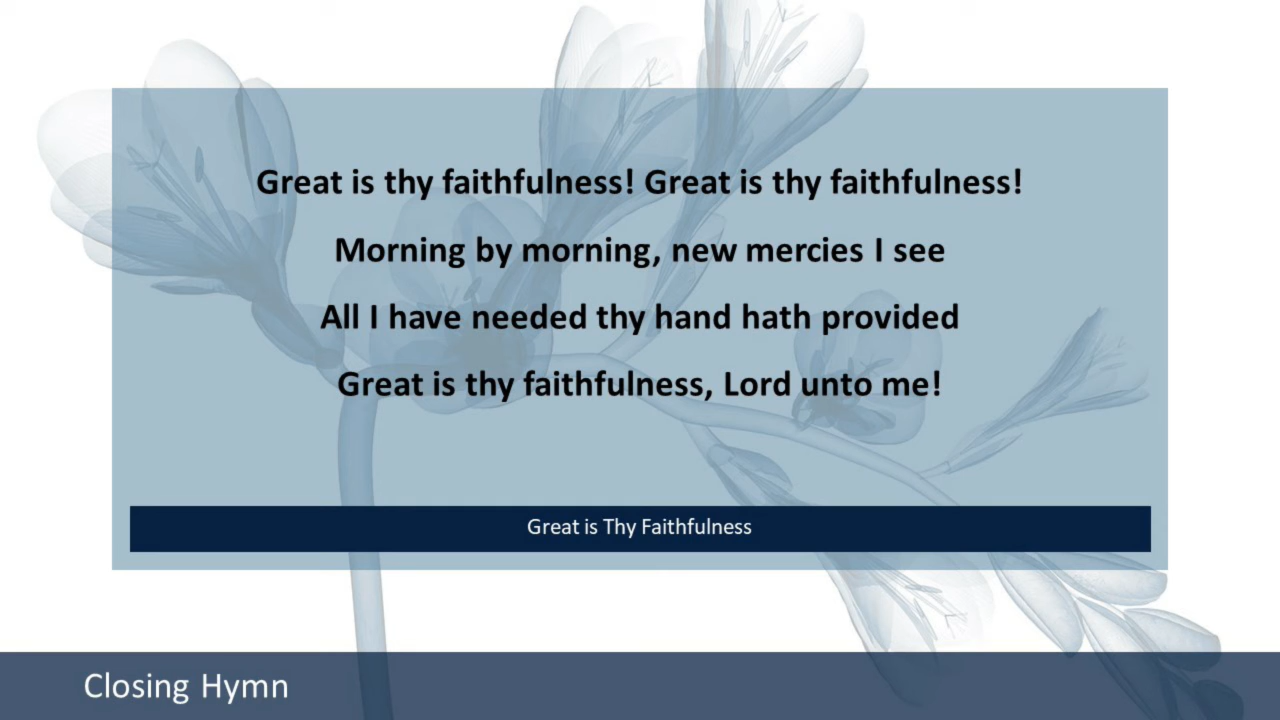 Great is thy faithfulness! Great is thy faithfulness!
Morning by morning, new mercies I see
All I have needed thy hand hath provided
Great is thy faithfulness, Lord unto me!
Great is Thy Faithfulness
Closing Hymn